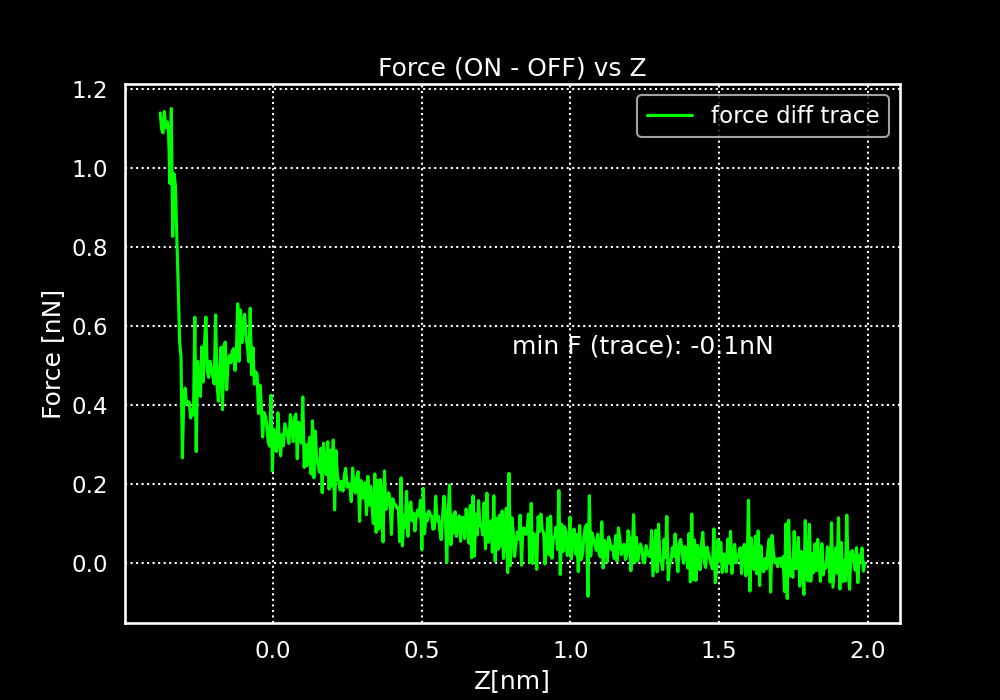 Force (ON - OFF) vs Z
force diff trace
min F (trace): -0.1nN
Force [nN]
1.2
1.0
0.8
0.6
0.4
0.2
0.0
0.0 0.5 1.0 1.5 2.0
Z[nm]